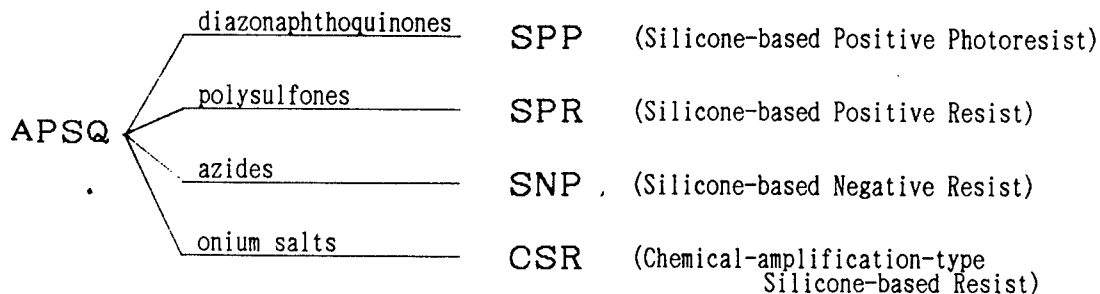 diazonaphthoquinones SPP (Silicone-based Positive Photoresist)
polysulfones SPR (Silicone-based Positive Resist)
APSQ
azides SNP (Silicone-based Negative Resist)
onium salts CSR (Chemical-amplification-type
Silicone-based Resist)